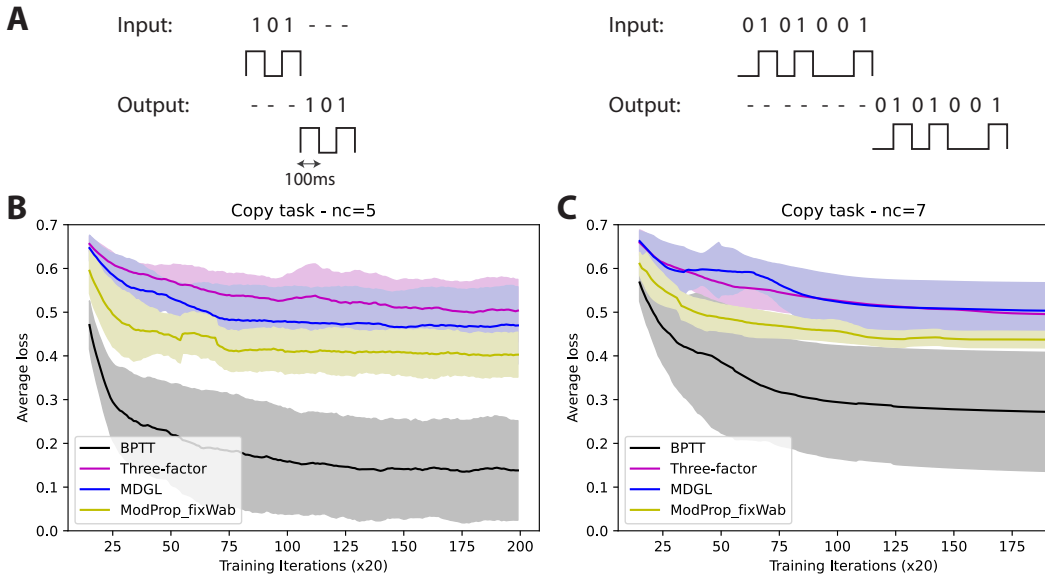 A
Input: 1 0 1 - - -
Output: - - - 1 0 1
100ms
Input: 0 1 0 1 0 0 1
Output: - - - - - - - 0 1 0 1 0 0 1
B
Copy task - nc=5
Average loss
0.7
0.6
0.5
0.4
0.3
0.2
0.1
0.0
BPTT
Three-factor
MDGL
ModProp_fixWab
25 50 75 100 125 150 175 200
Training Iterations (x20)
C
Copy task - nc=7
Average loss
0.7
0.6
0.5
0.4
0.3
0.2
0.1
0.0
BPTT
Three-factor
MDGL
ModProp_fixWab
25 50 75 100 125 150 175
Training Iterations (x20)